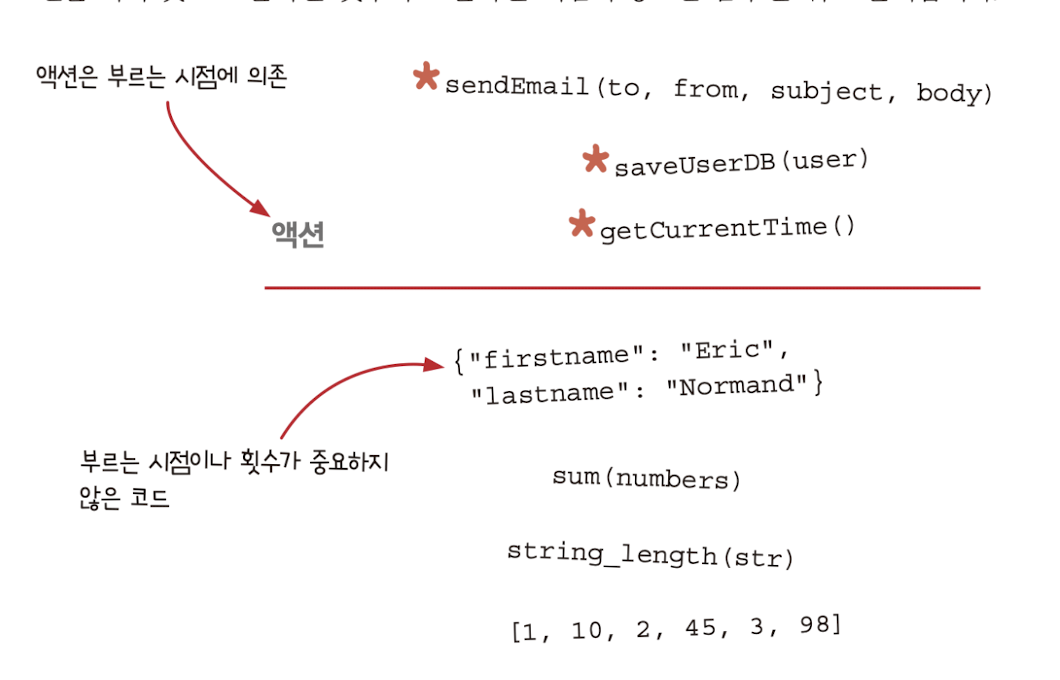 액션은 부르는 시점에 의존
*sendEmail(to, from, subject, body)
*saveUserDB(user)
*getCurrentTime()
액션
{"firstname": "Eric",
"lastname": "Normand"}
부르는 시점이나 횟수가 중요하지
않은 코드
sum(numbers)
string_length(str)
[1, 10, 2, 45, 3, 98]